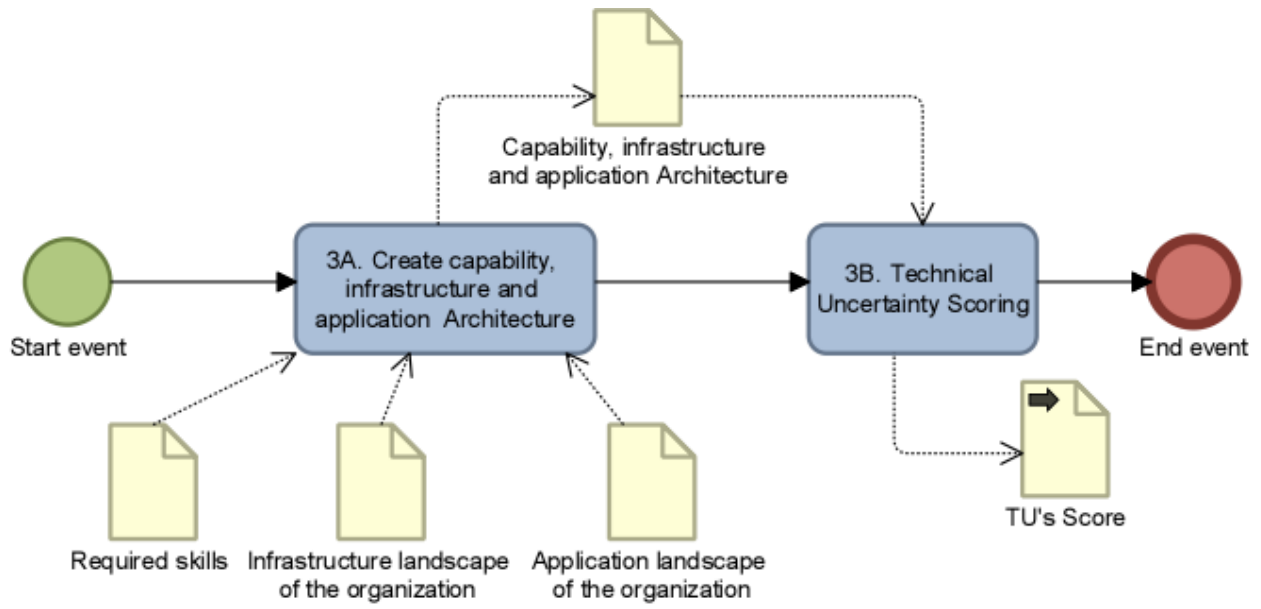 Capability, infrastructure
and application Architecture
3A. Create capability,
infrastructure and
application Architecture
3B. Technical
Uncertainty Scoring
Start event
End event
Required skills
Infrastructure landscape
of the organization
Application landscape
of the organization
TU's Score